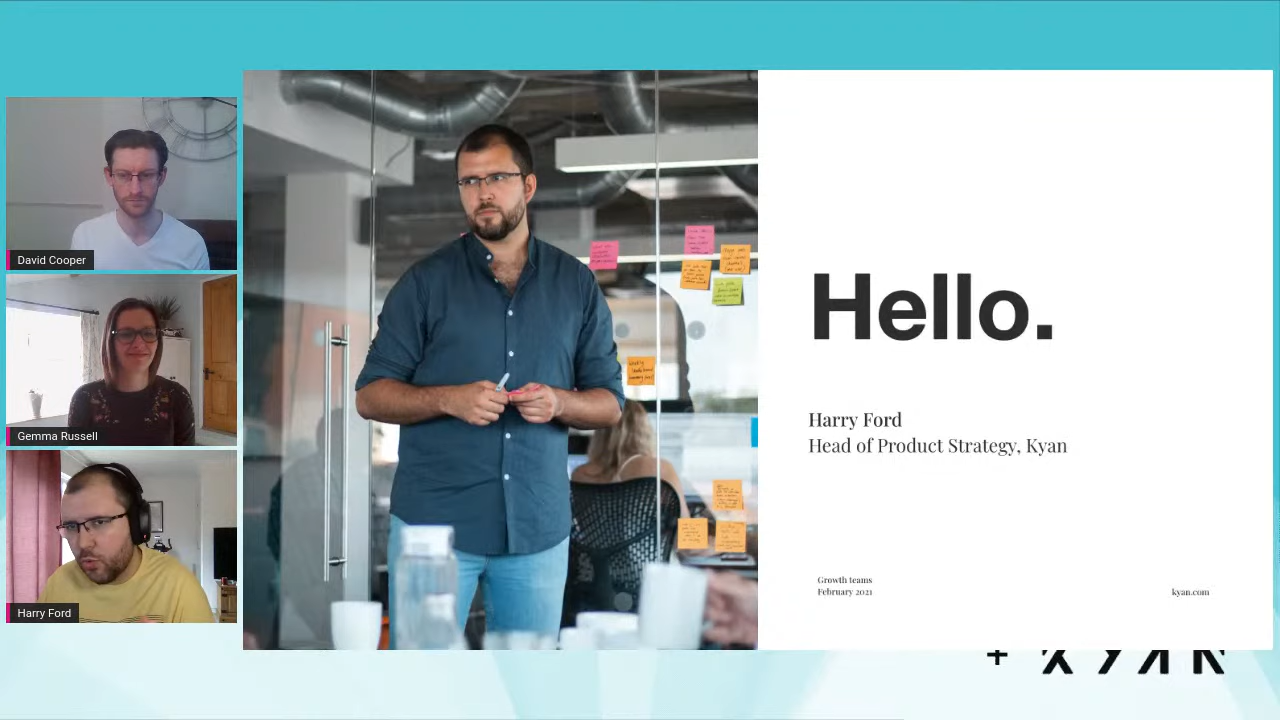 David Cooper
Gemma Russell
Harry Ford
Hello.
Harry Ford
Head of Product Strategy, Kyan
Growth teams
February 2021
kyan.com
+ KYAN